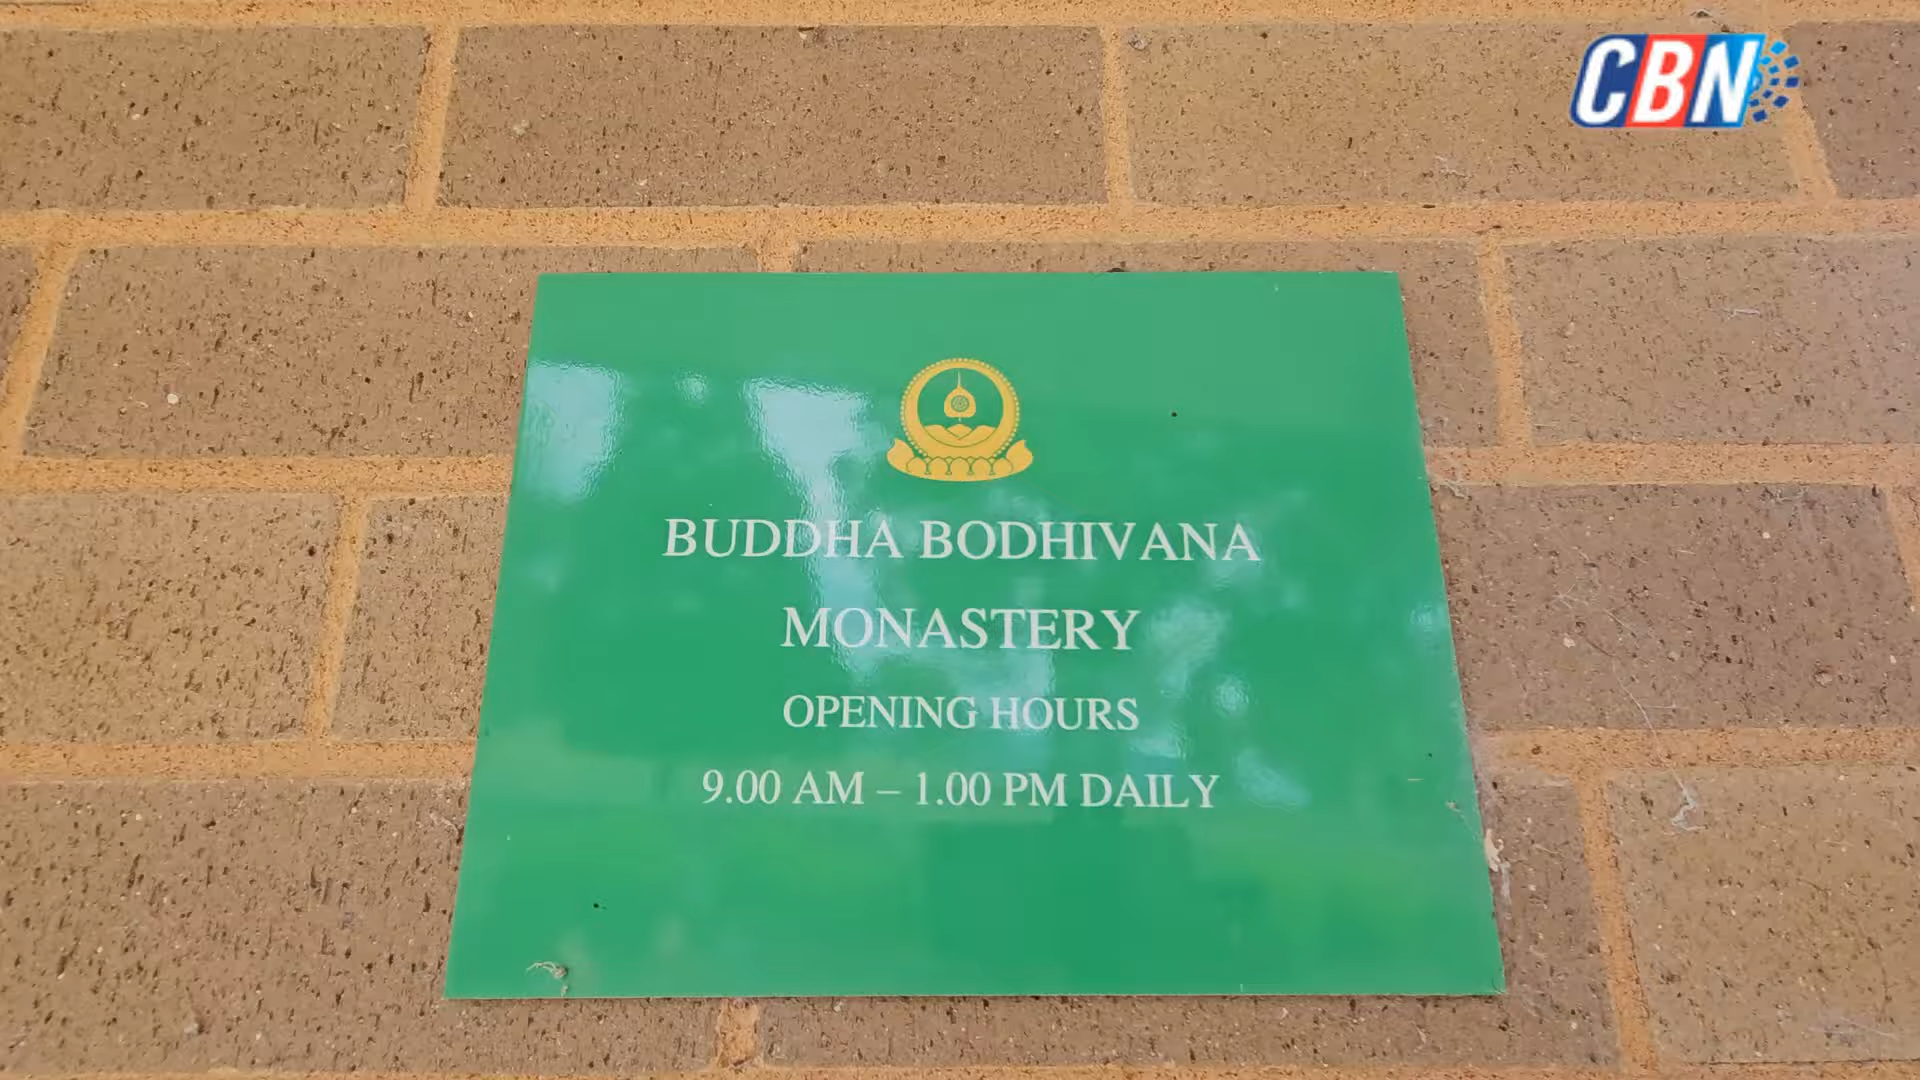 CBN
BUDDHA BODHIVANA
MONASTERY
OPENING HOURS
9.00 AM – 1.00 PM DAILY